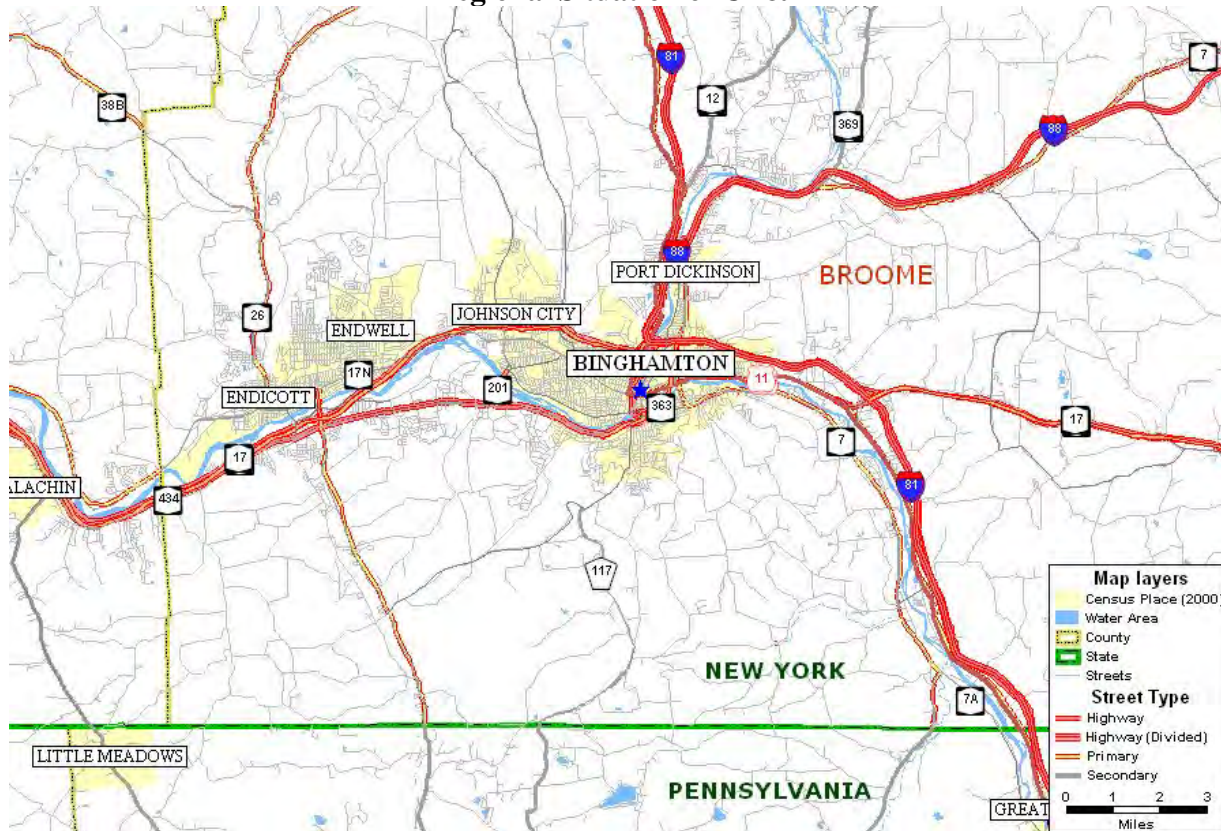 81
7
38B
12
369
88
88
PORT DICKINSON
BROOME
26
JOHNSON CITY
ENDWELL
BINGHAMTON
17N
201
11
ENDICOTT
363
17
7
17
ALACHIN
434
81
117
NEW YORK
7A
LITTLE MEADOWS
PENNSYLVANIA
GREAT
Map layers
Census Place (2000)
Water Area
County
State
Streets
Street Type
Highway
Highway (Divided)
Primary
Secondary
0 1 2 3
Miles